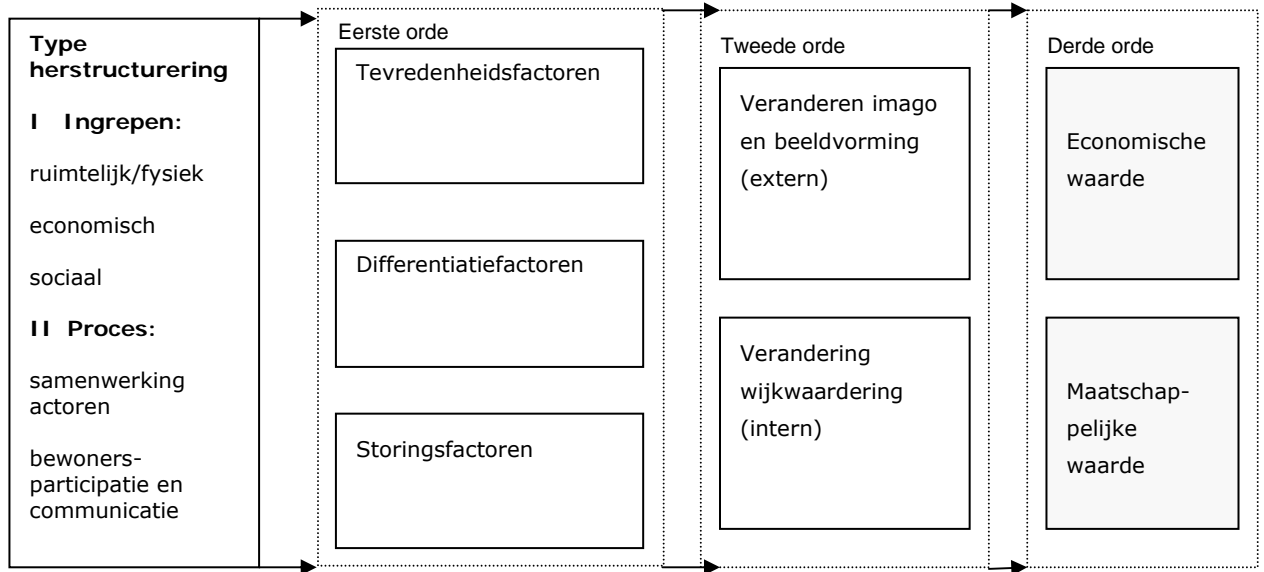 Type
herstructurering
I Ingrepen:
ruimtelijk/fysiek
economisch
sociaal
II Proces:
samenwerking
actoren
bewoners-
participatie en
communicatie
Eerste orde
Tevredenheidsfactoren
Differentiatiefactoren
Storingsfactoren
Tweede orde
Veranderen imago
en beeldvorming
(extern)
Verandering
wijkwaardering
(intern)
Derde orde
Economische
waarde
Maatschap-
pelijke
waarde